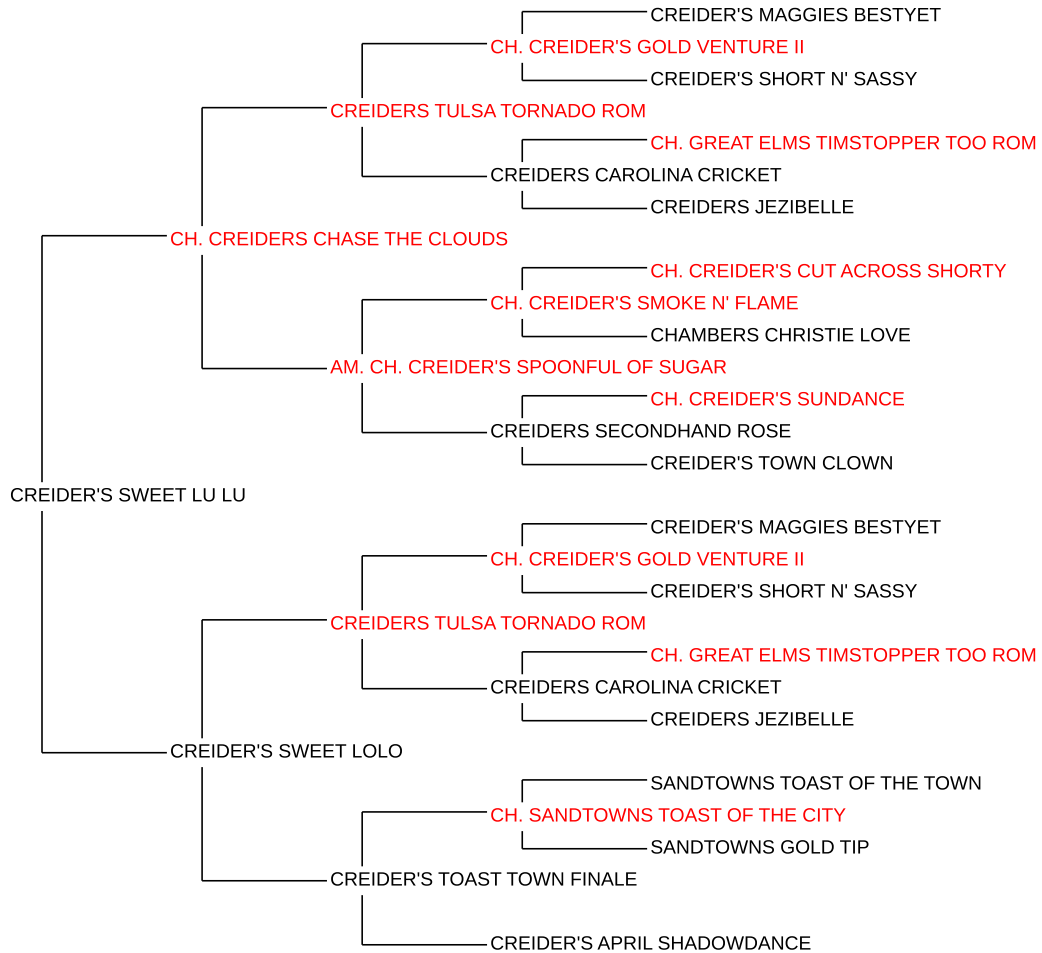 CREIDER'S MAGGIES BESTYET
CH. CREIDER'S GOLD VENTURE II
CREIDER'S SHORT N' SASSY
CREIDERS TULSA TORNADO ROM
CH. GREAT ELMS TIMSTOPPER TOO ROM
CREIDERS CAROLINA CRICKET
CREIDERS JEZIBELLE
CH. CREIDERS CHASE THE CLOUDS
CH. CREIDER'S CUT ACROSS SHORTY
CH. CREIDER'S SMOKE N' FLAME
CHAMBERS CHRISTIE LOVE
AM. CH. CREIDER'S SPOONFUL OF SUGAR
CH. CREIDER'S SUNDANCE
CREIDERS SECONDHAND ROSE
CREIDER'S TOWN CLOWN
CREIDER'S SWEET LU LU
CREIDER'S MAGGIES BESTYET
CH. CREIDER'S GOLD VENTURE II
CREIDER'S SHORT N' SASSY
CREIDERS TULSA TORNADO ROM
CH. GREAT ELMS TIMSTOPPER TOO ROM
CREIDERS CAROLINA CRICKET
CREIDERS JEZIBELLE
CREIDER'S SWEET LOLO
SANDTOWNS TOAST OF THE TOWN
CH. SANDTOWNS TOAST OF THE CITY
SANDTOWNS GOLD TIP
CREIDER'S TOAST TOWN FINALE
CREIDER'S APRIL SHADOWDANCE